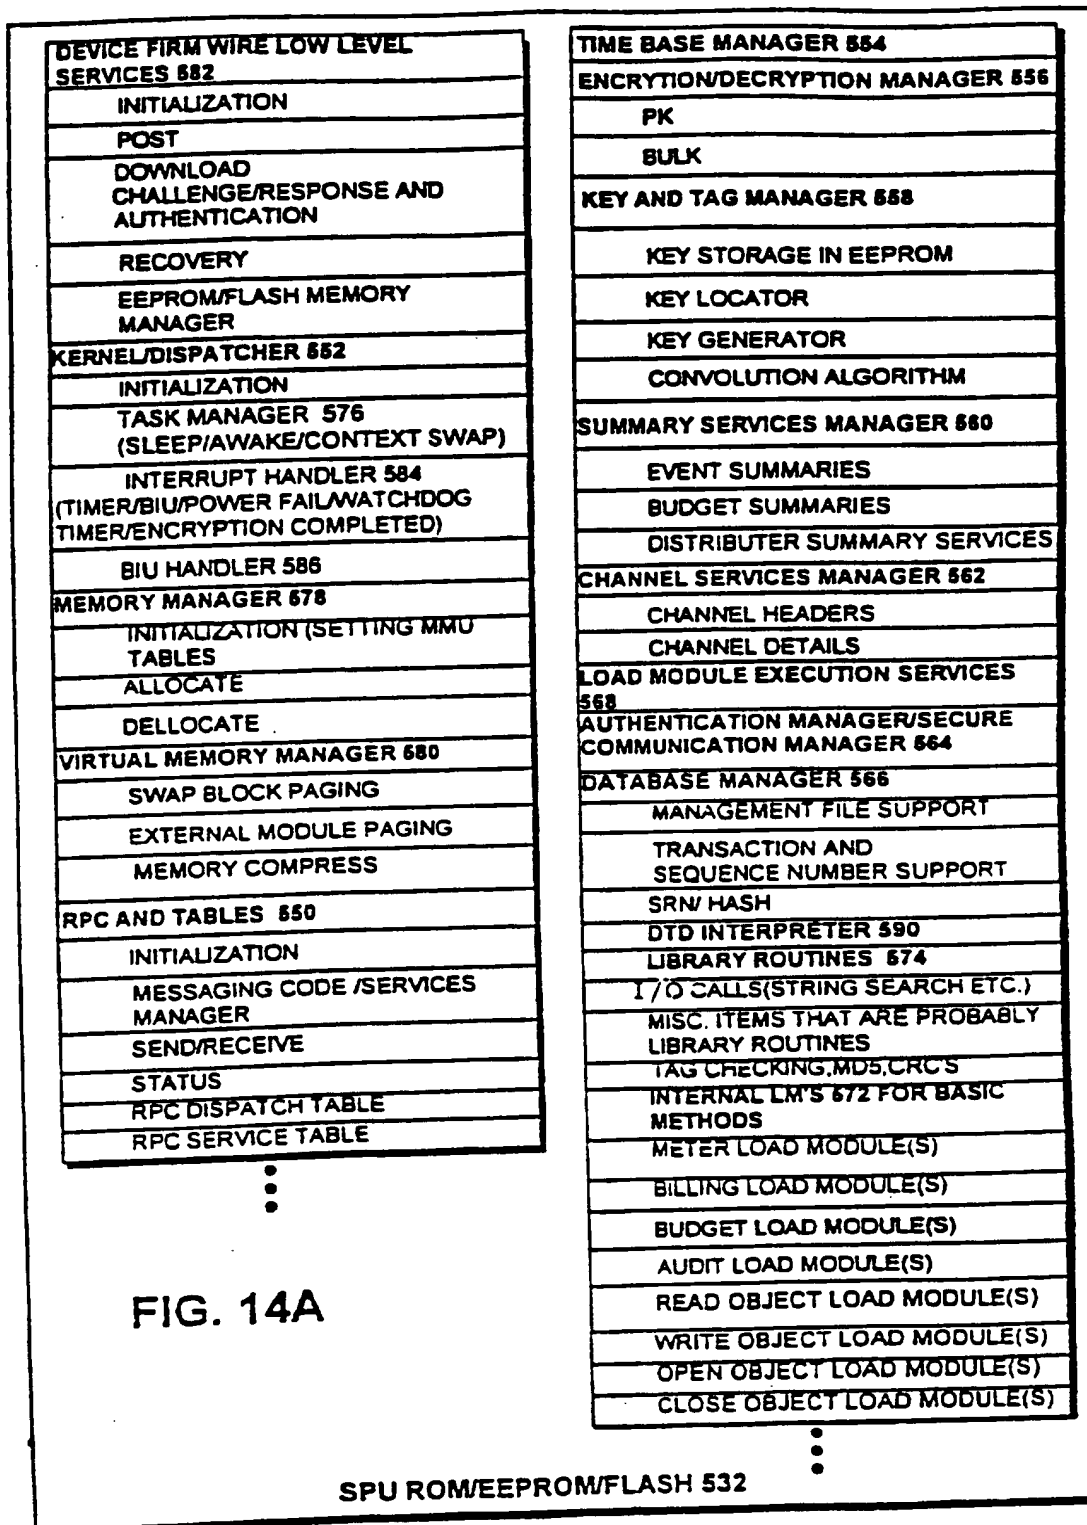 DEVICE FIRM WIRE LOW LEVEL
SERVICES 582
INITIALIZATION
POST
DOWNLOAD
CHALLENGE/RESPONSE AND
AUTHENTICATION
RECOVERY
EEPROM/FLASH MEMORY
MANAGER
KERNEL/DISPATCHER 552
INITIALIZATION
TASK MANAGER 576
(SLEEP/AWAKE/CONTEXT SWAP)
INTERRUPT HANDLER 584
(TIMER/BIU/POWER FAIL/WATCHDOG
TIMER/ENCRYPTION COMPLETED)
BIU HANDLER 586
MEMORY MANAGER 578
INITIALIZATION (SETTING MMU
TABLES
ALLOCATE
DELLOCATE
VIRTUAL MEMORY MANAGER 580
SWAP BLOCK PAGING
EXTERNAL MODULE PAGING
MEMORY COMPRESS
RPC AND TABLES 550
INITIALIZATION
MESSAGING CODE /SERVICES
MANAGER
SEND/RECEIVE
STATUS
RPC DISPATCH TABLE
RPC SERVICE TABLE
TIME BASE MANAGER 554
ENCRYTION/DECRYPTION MANAGER 556
PK
BULK
KEY AND TAG MANAGER 558
KEY STORAGE IN EEPROM
KEY LOCATOR
KEY GENERATOR
CONVOLUTION ALGORITHM
SUMMARY SERVICES MANAGER 560
EVENT SUMMARIES
BUDGET SUMMARIES
DISTRIBUTER SUMMARY SERVICES
CHANNEL SERVICES MANAGER 562
CHANNEL HEADERS
CHANNEL DETAILS
LOAD MODULE EXECUTION SERVICES
568
AUTHENTICATION MANAGER/SECURE
COMMUNICATION MANAGER 564
DATABASE MANAGER 566
MANAGEMENT FILE SUPPORT
TRANSACTION AND
SEQUENCE NUMBER SUPPORT
SRN/ HASH
DTD INTERPRETER 590
LIBRARY ROUTINES 574
I/O CALLS(STRING SEARCH ETC.)
MISC. ITEMS THAT ARE PROBABLY
LIBRARY ROUTINES
TAG CHECKING,MD5,CRC'S
INTERNAL LM'S 572 FOR BASIC
METHODS
METER LOAD MODULE(S)
BILLING LOAD MODULE(S)
BUDGET LOAD MODULE(S)
AUDIT LOAD MODULE(S)
READ OBJECT LOAD MODULE(S)
WRITE OBJECT LOAD MODULE(S)
OPEN OBJECT LOAD MODULE(S)
CLOSE OBJECT LOAD MODULE(S)
FIG. 14A
SPU ROM/EEPROM/FLASH 532